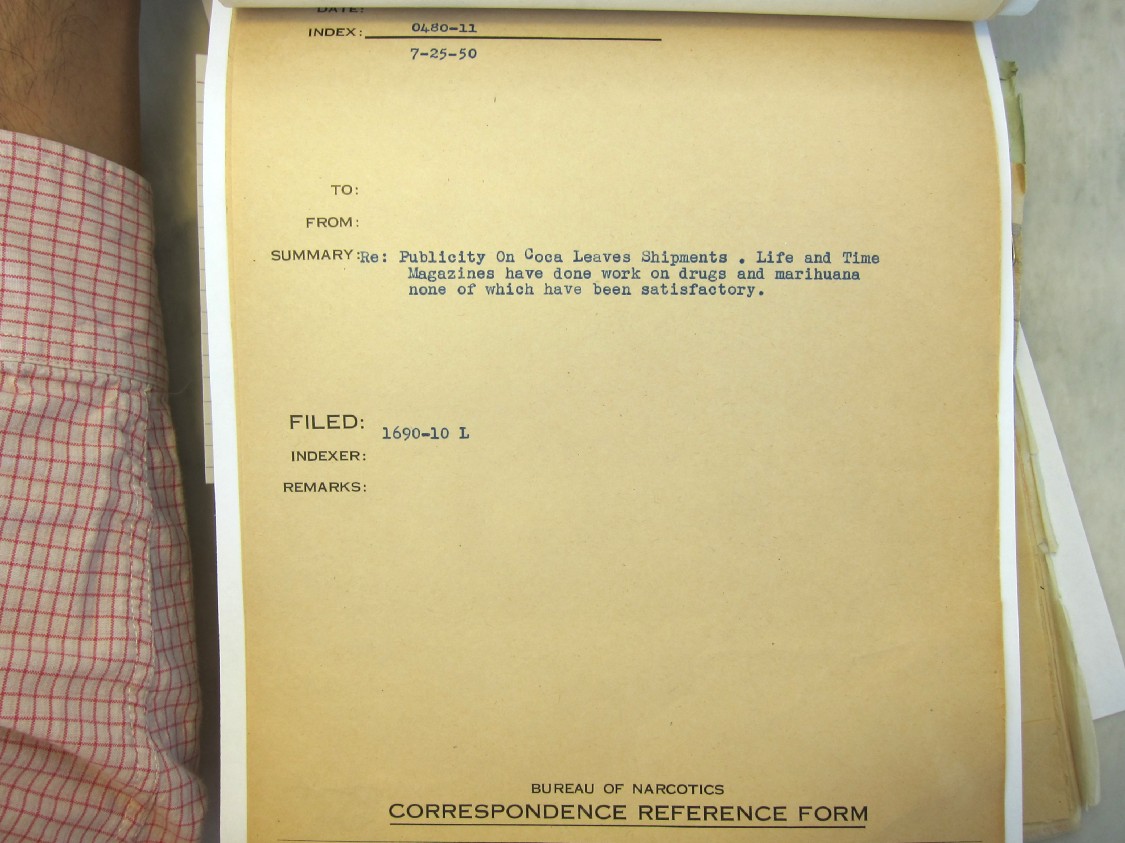 DATE:
INDEX: 0480-11
7-25-50
TO:
FROM:
SUMMARY: Re: Publicity On Coca Leaves Shipments . Life and Time
Magazines have done work on drugs and marihuana
none of which have been satisfactory.
FILED: 1690-10 L
INDEXER:
REMARKS:
BUREAU OF NARCOTICS
CORRESPONDENCE REFERENCE FORM